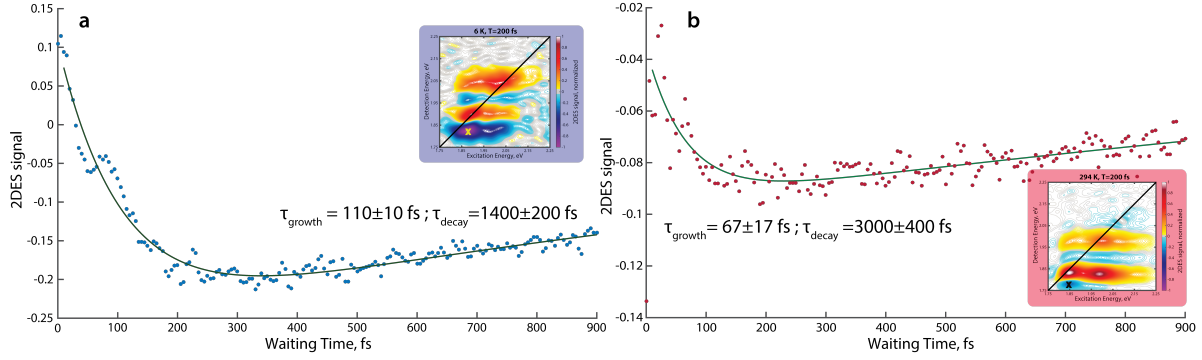 a
0.15
0.1
0.05
0
-0.05
-0.1
-0.15
-0.2
-0.25
2DES signal
0 100 200 300 400 500 600 700 800 900
Waiting Time, fs
τgrowth = 110±10 fs ; τdecay=1400±200 fs
6 K, T=200 fs
Detection Energy, eV
Excitation Energy, eV
2DES signal, normalized
x
b
-0.02
-0.04
-0.06
-0.08
-0.1
-0.12
-0.14
2DES signal
0 100 200 300 400 500 600 700 800 900
Waiting Time, fs
τgrowth= 67±17 fs ; τdecay =3000±400 fs
294 K, T=200 fs
Detection Energy, eV
Excitation Energy, eV
2DES signal, normalized
x